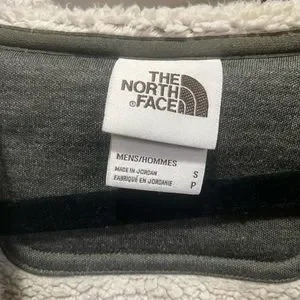 THE
NORTH
FACE
MENS/HOMMES
MADE IN JORDAN S
FABRIQUÉ EN JORDANIE P